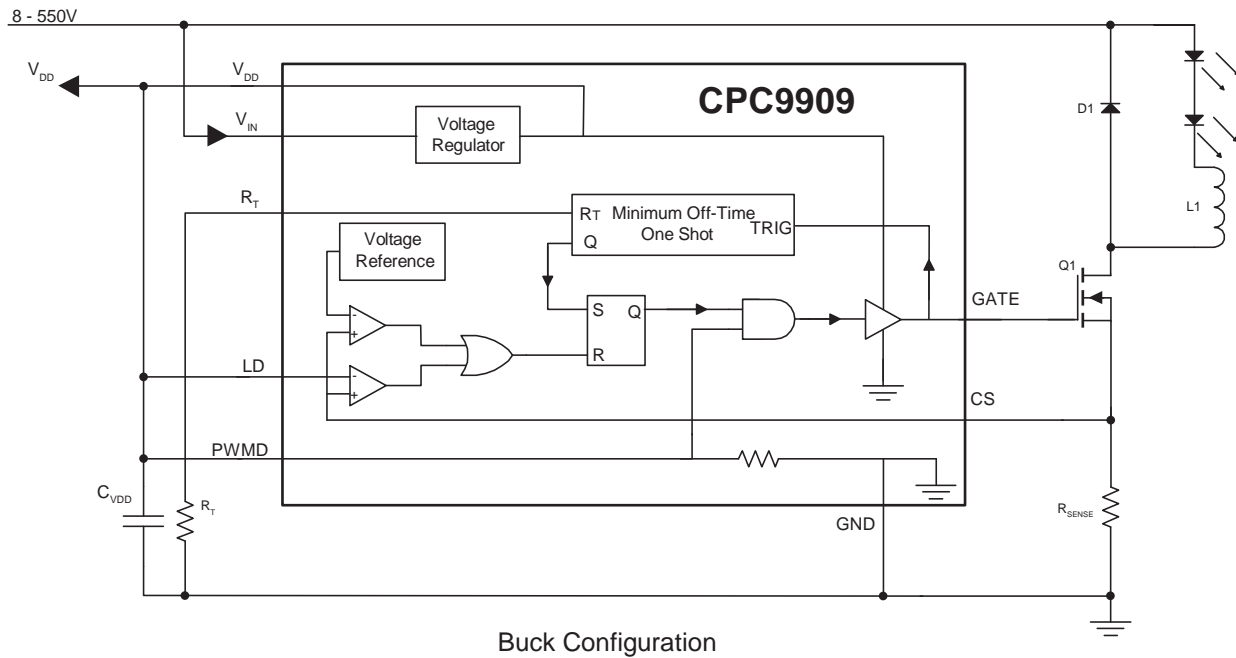 8 - 550V
VDD
VDD
CPC9909
VIN
Voltage
Regulator
D1
RT
RT
Minimum Off-Time
One Shot
TRIG
Q
L1
Voltage
Reference
Q1
GATE
-
+
S
Q
R
LD
-
+
CS
PWMD
CVDD
RT
GND
RSENSE
Buck Configuration